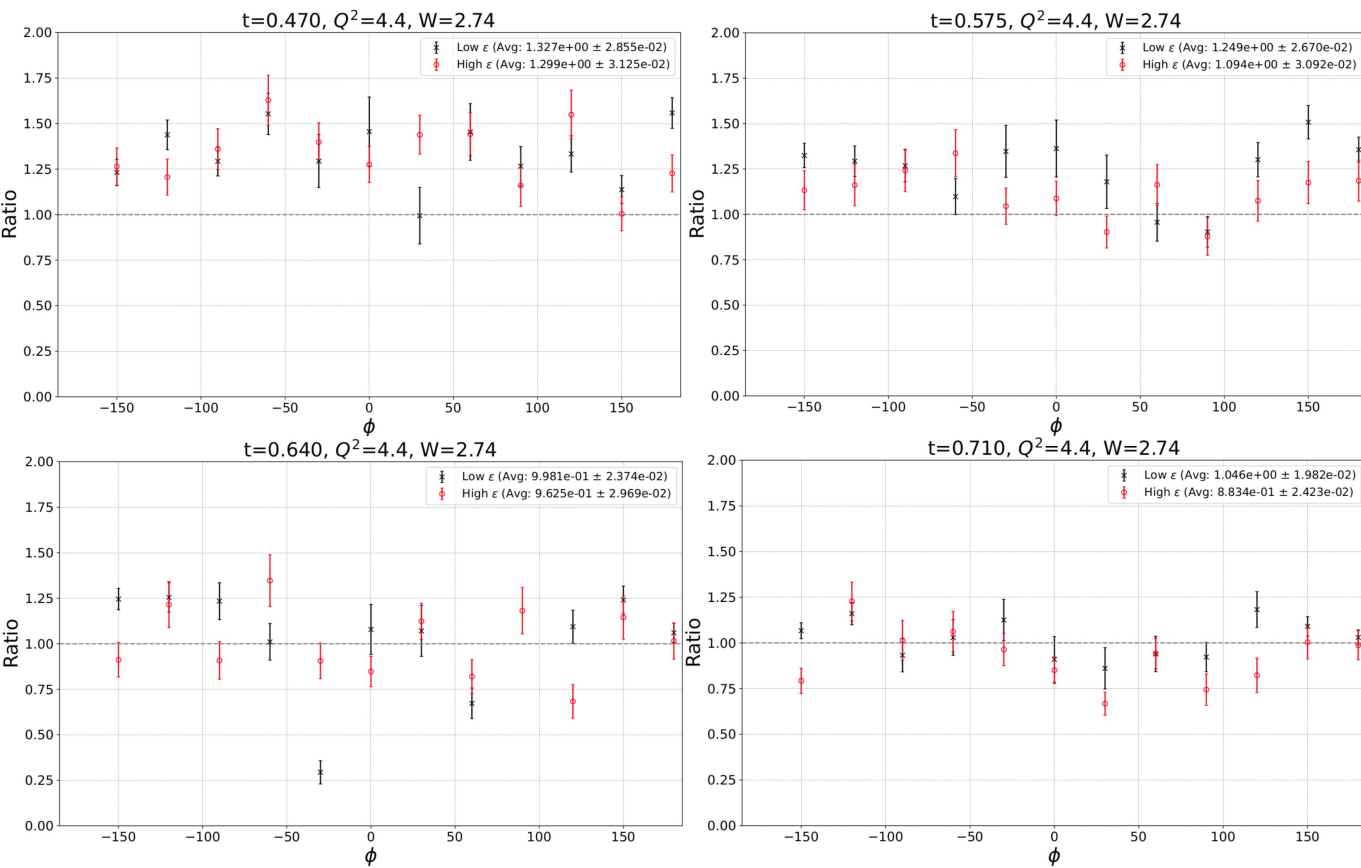 t=0.470, Q²=4.4, W=2.74
2.00
1.75
1.50
1.25
1.00
0.75
0.50
0.25
0.00
Ratio
Low ε (Avg: 1.327e+00 ± 2.855e-02)
High ε (Avg: 1.299e+00 ± 3.125e-02)
−150 −100 −50 0 50 100 150
ϕ
t=0.575, Q²=4.4, W=2.74
2.00
1.75
1.50
1.25
1.00
0.75
0.50
0.25
0.00
Ratio
Low ε (Avg: 1.249e+00 ± 2.670e-02)
High ε (Avg: 1.094e+00 ± 3.092e-02)
−150 −100 −50 0 50 100 150
ϕ
t=0.640, Q²=4.4, W=2.74
2.00
1.75
1.50
1.25
1.00
0.75
0.50
0.25
0.00
Ratio
Low ε (Avg: 9.981e-01 ± 2.374e-02)
High ε (Avg: 9.625e-01 ± 2.969e-02)
−150 −100 −50 0 50 100 150
ϕ
t=0.710, Q²=4.4, W=2.74
2.00
1.75
1.50
1.25
1.00
0.75
0.50
0.25
0.00
Ratio
Low ε (Avg: 1.046e+00 ± 1.982e-02)
High ε (Avg: 8.834e-01 ± 2.423e-02)
−150 −100 −50 0 50 100 150
ϕ